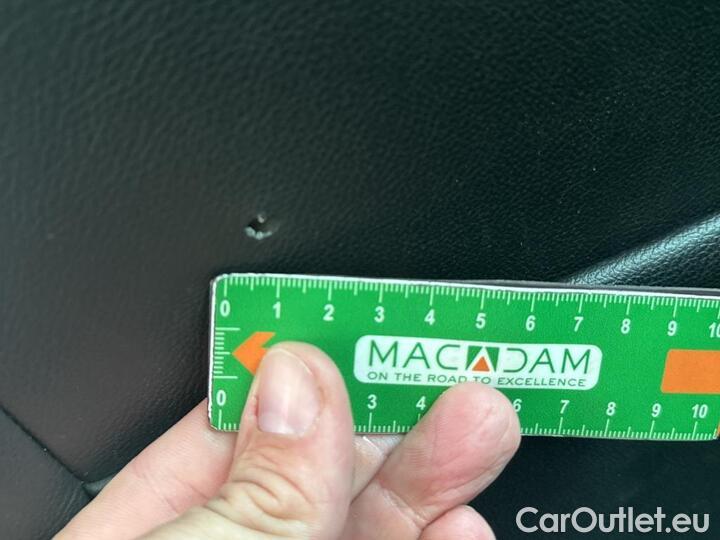 0 1 2 3 4 5 6 7 8 9 10
MACADAM
ON THE ROAD TO EXCELLENCE
0 3 4 6 7 8 9 10
CarOutlet.eu